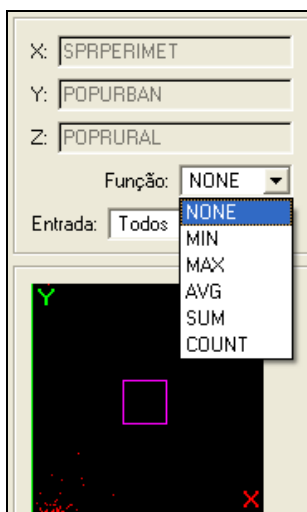 X: SPRPERIMET
Y: POPURBAN
Z: POPRURAL
Função: NONE
Entrada: Todos
NONE
MIN
MAX
AVG
SUM
COUNT
Y
X